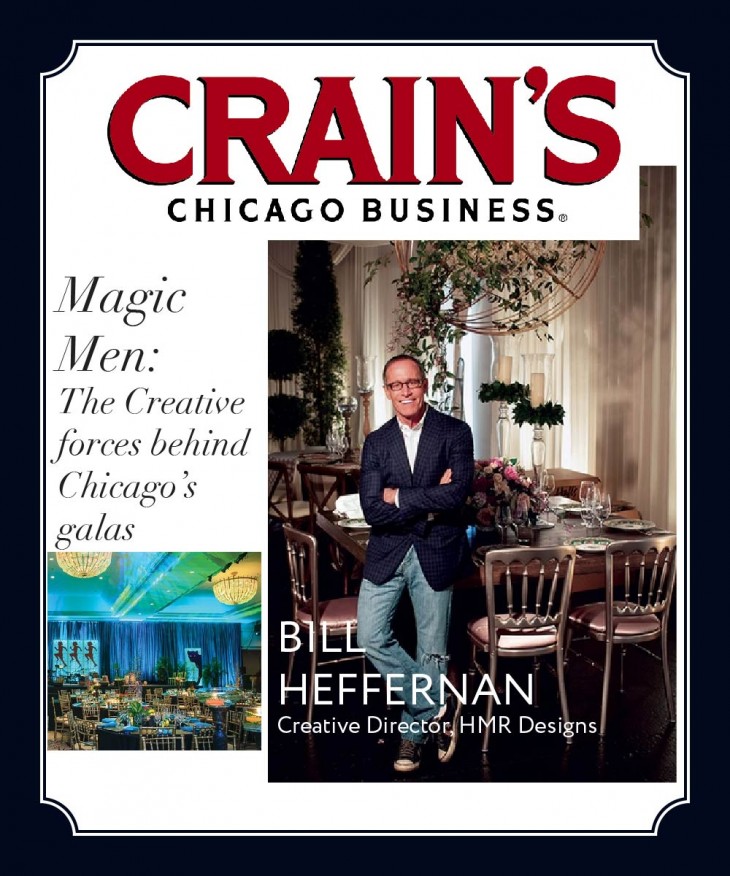 CRAIN'S
CHICAGO BUSINESS®
Magic
Men:
The Creative
forces behind
Chicago's
galas
BILL
HEFFERNAN
Creative Director, HMR Designs